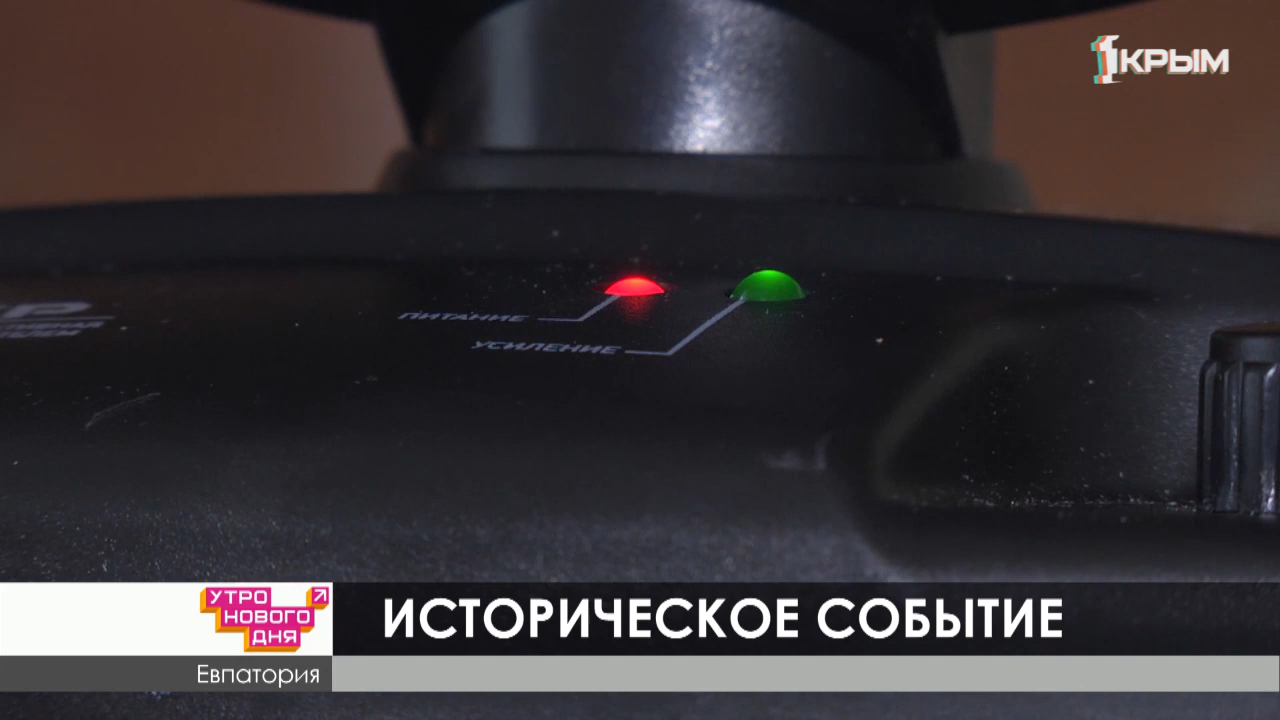 1КРЫМ
ПИТАНИЕ
УСИЛЕНИЕ
УТРО
НОВОГО
ДНЯ
ИСТОРИЧЕСКОЕ СОБЫТИЕ
Евпатория